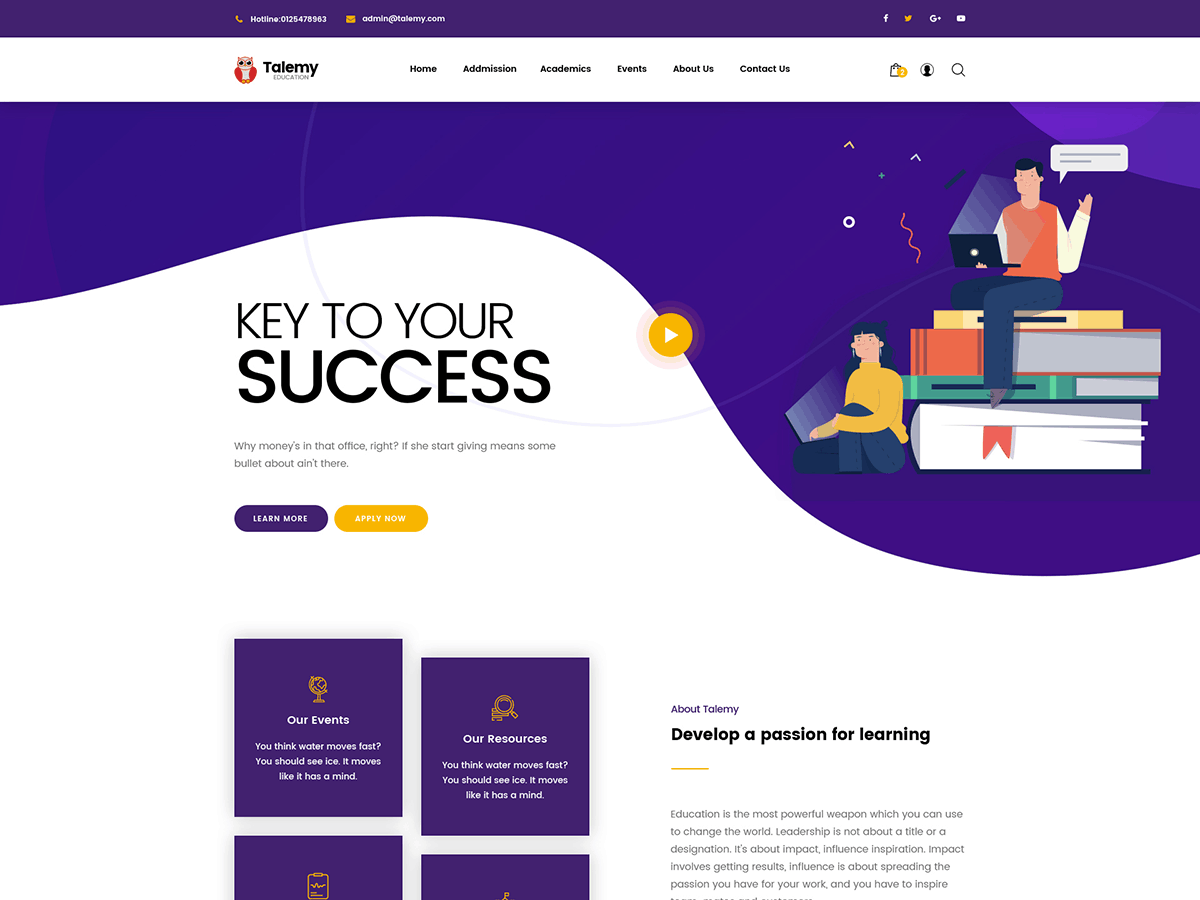 Hotline:0125478963
admin@talemy.com
Talemy
EDUCATION
Home
Addmission
Academics
Events
About Us
Contact Us
2
KEY TO YOUR
SUCCESS
Why money's in that office, right? If she start giving means some
bullet about ain't there.
LEARN MORE
APPLY NOW
Our Events
You think water moves fast?
You should see ice. It moves
like it has a mind.
Our Resources
You think water moves fast?
You should see ice. It moves
like it has a mind.
About Talemy
Develop a passion for learning
Education is the most powerful weapon which you can use
to change the world. Leadership is not about a title or a
designation. It's about impact, influence inspiration. Impact
involves getting results, influence is about spreading the
passion you have for your work, and you have to inspire